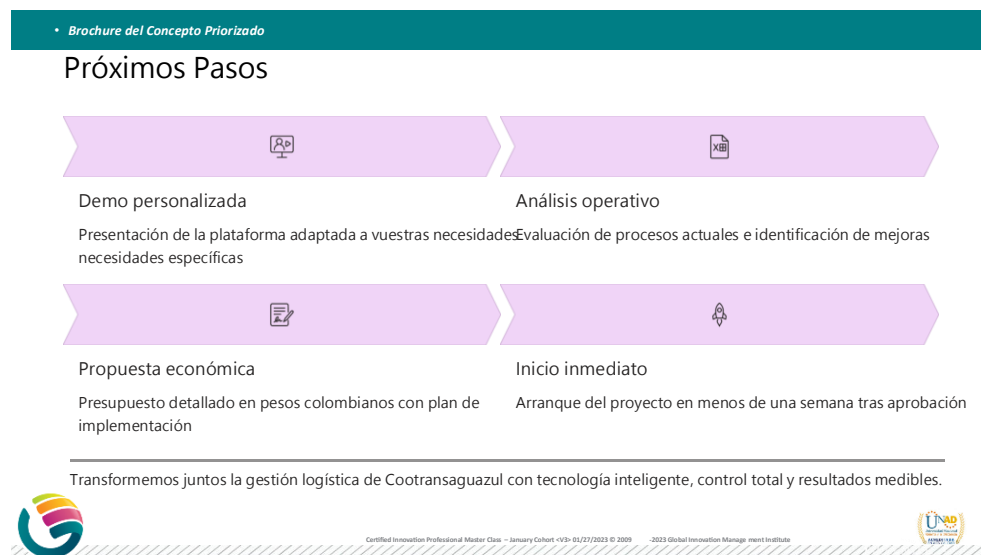 • Brochure del Concepto Priorizado
Próximos Pasos
Demo personalizada
Presentación de la plataforma adaptada a vuestras necesidades
necesidades específicas
Análisis operativo
Evaluación de procesos actuales e identificación de mejoras
Propuesta económica
Presupuesto detallado en pesos colombianos con plan de
implementación
Inicio inmediato
Arranque del proyecto en menos de una semana tras aprobación
Transformemos juntos la gestión logística de Cootransaguazul con tecnología inteligente, control total y resultados medibles.
Certified Innovation Professional Master Class – January Cohort <V3> 01/27/2023 © 2009 -2023 Global Innovation Manage ment Institute
UNAD